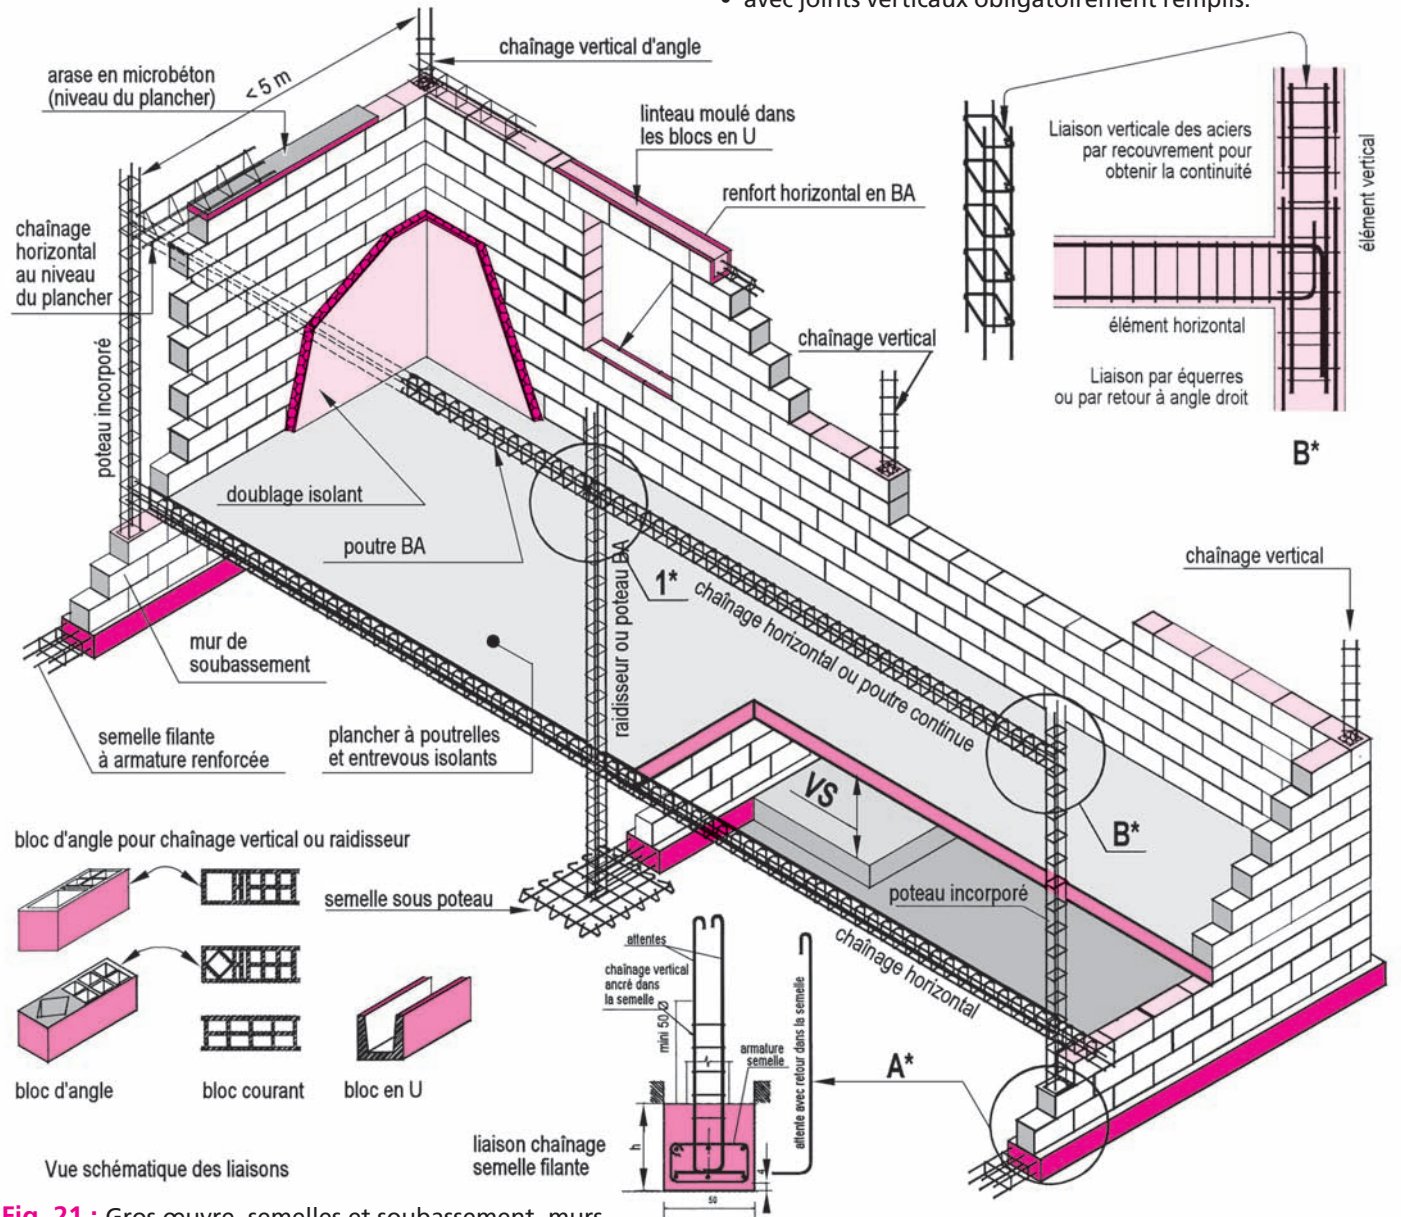 • avec joints verticaux obligatoirement remplis.
chaînage vertical d'angle
arase en microbéton
(niveau du plancher)
< 5 m
linteau moulé dans
les blocs en U
renfort horizontal en BA
Liaison verticale des aciers
par recouvrement pour
obtenir la continuité
élément vertical
élément horizontal
Liaison par équerres
ou par retour à angle droit
B*
chaînage
horizontal
au niveau
du plancher
poteau incorporé
chaînage vertical
doublage isolant
poutre BA
1*
raidisseur ou poteau BA
chaînage horizontal ou poutre continue
chaînage vertical
mur de
soubassement
semelle filante
à armature renforcée
plancher à poutrelles
et entrevous isolants
VS
B*
bloc d'angle pour chaînage vertical ou raidisseur
semelle sous poteau
poteau incorporé
chaînage horizontal
attentes
chaînage vertical
ancré dans
la semelle
mini 50 Ø
armature
semelle
attente avec retour dans la semelle
A*
bloc d'angle
bloc courant
bloc en U
h
4
50
liaison chaînage
semelle filante
Vue schématique des liaisons
Fig. 21 : Gros œuvre, semelles et soubassement, murs